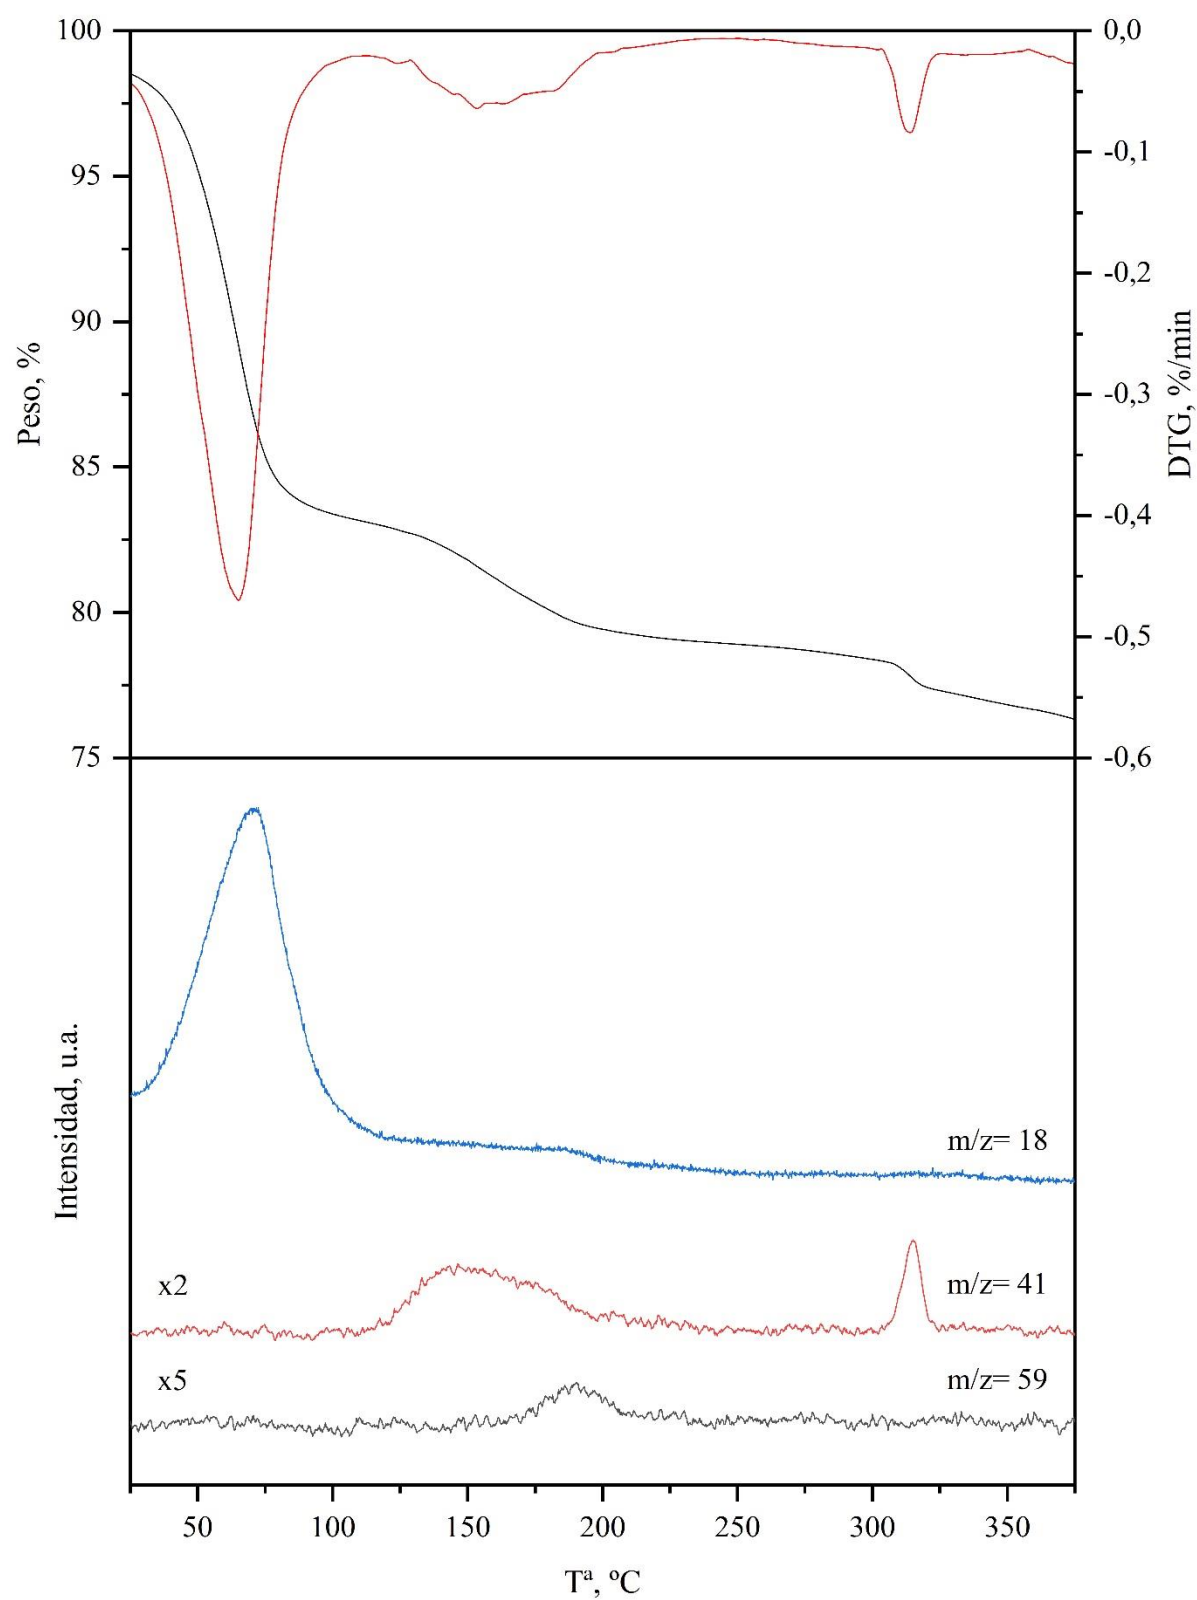 100
95
90
85
80
75
Peso, %
0,0
-0,1
-0,2
-0,3
-0,4
-0,5
-0,6
DTG, %/min
Intensidad, u.a.
m/z= 18
x2
m/z= 41
x5
m/z= 59
50 100 150 200 250 300 350
Tª, ºC